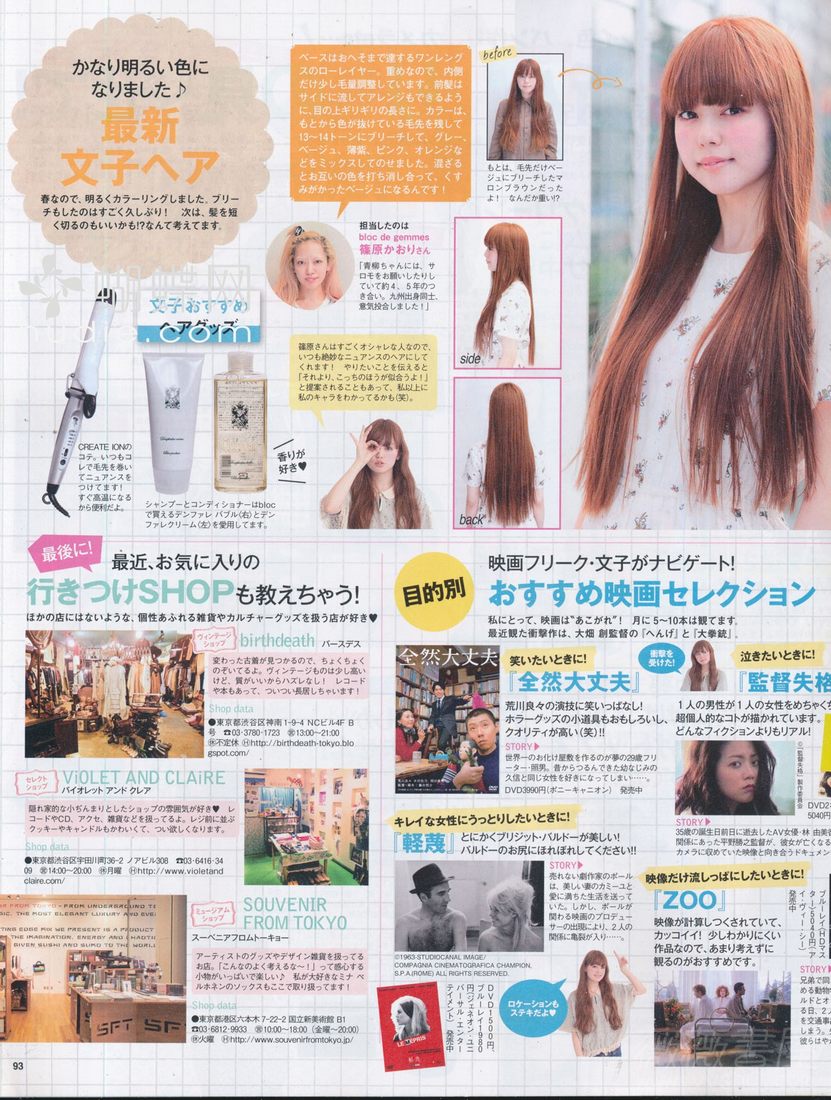 かなり明るい色に
なりました♪
最新
文子ヘア
春なので、明るくカラーリングしました。ブリー
チもしたのはすごく久しぶり！ 次は、髪を短
く切るのもいいかも!?なんて考えてます。
ベースはおへそまで達するワンレング
スのローレイヤー。重めなので、内側
だけ少し毛量調整しています。前髪は
サイドに流してアレンジもできるよう
に、目の上ギリギリの長さに。カラーは、
もとから色が抜けている毛先を残して
13〜14トーンにブリーチして、グレー、
ベージュ、薄紫、ピンク、オレンジな
どをミックスしてのせました。混ざる
とお互いの色を打ち消し合って、くす
みがかったベージュになるんです！
before
もとは、毛先だけベー
ジュにブリーチしたマ
ロンブラウンだった
よ！ なんだか重い!?
担当したのは
bloc de gemmes
篠原かおりさん
「青柳ちゃんには、サ
ロモをお願いしたりし
ていて約4、5年のつ
き合い。九州出身同士、
意気投合しました！」
side
back
文子おすすめ
ヘアグッズ
篠原さんはすごくオシャレな人なので、
いつも絶妙なニュアンスのヘアにして
くれます！ やりたいことを伝えると
「それより、こっちのほうが似合うよ！」
と提案されることもあって、私以上に
私のキャラをわかってるかも(笑)。
CREATE IONの
コテ。いつもコ
レで毛先を巻い
てニュアンスを
つけてます！
すぐ高温になる
から便利だよ。
香りが
好き♥
シャンプーとコンディショナーはbloc
で買えるデンファレ バブル(右)とデン
ファレクリーム(左)を愛用してます。
最後に!
最近、お気に入りの
行きつけSHOPも教えちゃう!
ほかの店にはないような、個性あふれる雑貨やカルチャーグッズを扱う店が好き♥
ヴィンテージ
ショップ
birthdeath バースデス
変わった古着が見つかるので、ちょくちょく
のぞいてるよ。ヴィンテージものは少し高い
けど、質がいいからハズレなし！ レコード
や本もあって、ついつい長居しちゃいます！
Shop data
●東京都渋谷区神南1-9-4 NCビル4F B
号 ☎03-3780-1723 営13:00〜21:00
休不定休 Ⓗhttp://birthdeath-tokyo.blo
gspot.com/
セレクト
ショップ
ViOLET AND CLAiRE
バイオレット アンド クレア
隠れ家的な小ぢんまりとしたショップの雰囲気が好き♥ レ
コードやCD、アクセ、雑貨などを扱ってるよ。レジ前に並ぶ
クッキーやキャンドルもかわいくて、つい欲しくなります。
Shop data
●東京都渋谷区宇田川町36-2 ノアビル308 ☎03-6416-34
09 営14:00〜20:00 休月曜 Ⓗhttp://www.violetand
claire.com/
ミュージアム
ショップ
SOUVENIR
FROM TOKYO
スーベニアフロムトーキョー
アーティストのグッズやデザイン雑貨を扱ってる
お店。「こんなのよく考えるな〜！」って感心する
小物がいっぱいで楽しい♪ 私が大好きなミナ ペ
ルホネンのソックスもここで取り扱ってます！
Shop data
●東京都港区六本木7-22-2 国立新美術館 B1
☎03-6812-9933 営10:00〜18:00 (金曜〜20:00)
休火曜 Ⓗhttp://www.souvenirfromtokyo.jp/
SFT
SF
93
目的別
映画フリーク・文子がナビゲート!
おすすめ映画セレクション
私にとって、映画は“あこがれ”！ 月に5〜10本は観てます。
最近観た衝撃作は、大畑 創監督の『へんげ』と『大拳銃』。
全然大丈夫
笑いたいときに!
『全然大丈夫』
荒川良々の演技に笑いっぱなし!
ホラーグッズの小道具もおもしろいし、
クオリティが高い(笑)!!
STORY
世界一のお化け屋敷を作るのが夢の29歳フリ
ーター・照男。昔からつるんできた幼なじみの
久信と同じ女性を好きになってしまい……。
DVD3990円(ポニーキャニオン) 発売中
衝撃を
受けた!
泣きたいときに!
『監督失格
1人の男性が1人の女性をめちゃく
超個人的なコトが描かれています。
どんなフィクションよりもリアル!
©「監督失格」製作委員会
DVD2
5040円
STORY
35歳の誕生日前日に逝去したAV女優・林 由美香
関係にあった平野勝之監督が、彼女が亡くなる
カメラに収めていた映像と向き合うドキュメン
キレイな女性にうっとりしたいときに!
『軽蔑』
とにかくブリジット・バルドーが美しい!
バルドーのお尻にほれぼれしてください!!
STORY
売れない劇作家のポール
は、美しい妻のカミーユと
愛に満ちた生活を送ってい
た。しかし、ポールが
関わる映画のプロデュー
サーの出現により、2人の
関係に亀裂が入り……。
©1963-STUDIOCANAL IMAGE/
COMPAGNIA CINEMATOGRAFICA CHAMPION,
S.P.A.(ROME) ALL RIGHTS RESERVED.
LE MEPRIS
DVD1500円、
ブルーレイ1980
円(ジェネオン・ユニ
バーサル・エンター
テイメント) 発売中
ロケーションも
ステキだよ♥
映像だけ流しっぱにしたいときに!
『ZOO』
映像が計算しつくされていて、
カッコイイ! 少しわかりにくい
作品なので、あまり考えずに
観るのがおすすめです。